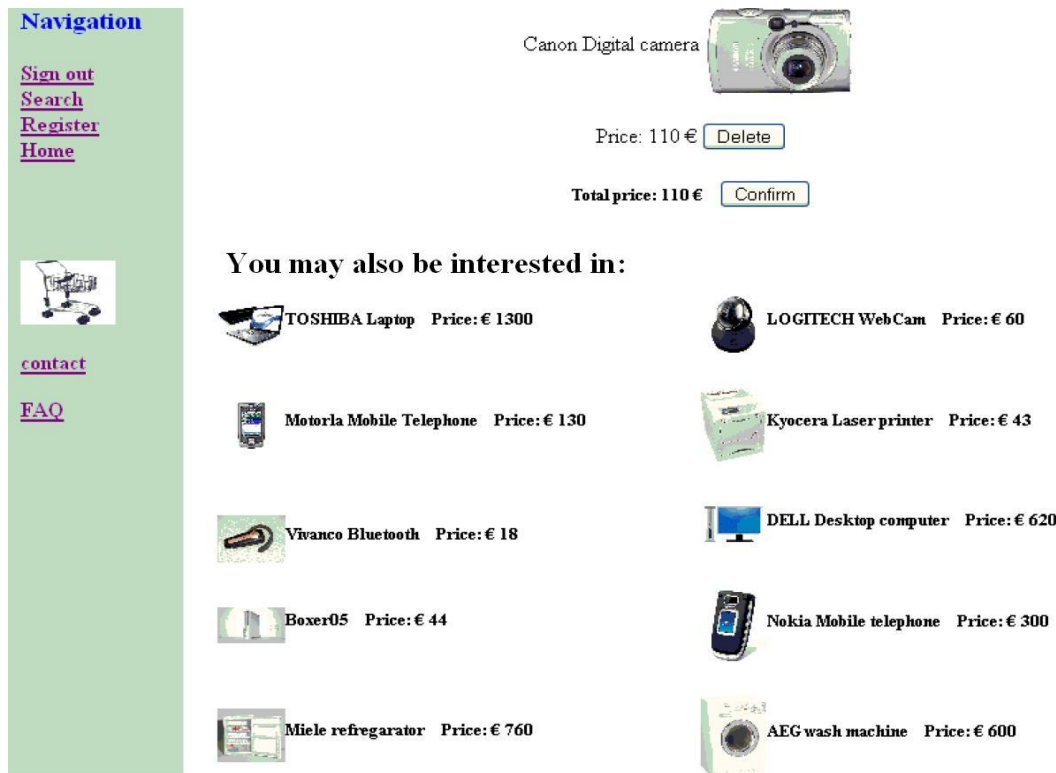 Navigation
Sign out
Search
Register
Home
contact
FAQ
Canon Digital camera
Price: 110 € Delete
Total price: 110 € Confirm
You may also be interested in:
TOSHIBA Laptop Price: € 1300
LOGITECH WebCam Price: € 60
Motorla Mobile Telephone Price: € 130
Kyocera Laser printer Price: € 43
Vivanco Bluetooth Price: € 18
DELL Desktop computer Price: € 620
Boxer05 Price: € 44
Nokia Mobile telephone Price: € 300
Miele refregarator Price: € 760
AEG wash machine Price: € 600